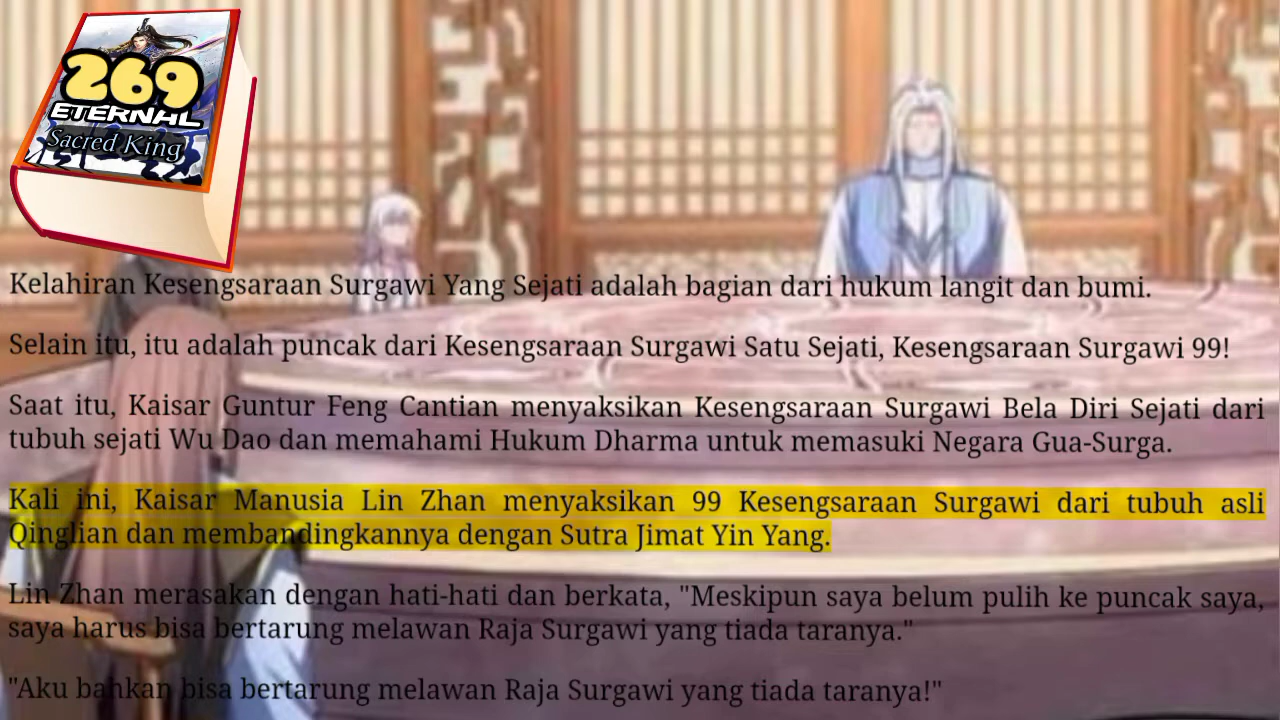 269
ETERNAL
Sacred King
Kelahiran Kesengsaraan Surgawi Yang Sejati adalah bagian dari hukum langit dan bumi.
Selain itu, itu adalah puncak dari Kesengsaraan Surgawi Satu Sejati, Kesengsaraan Surgawi 99!
Saat itu, Kaisar Guntur Feng Cantian menyaksikan Kesengsaraan Surgawi Bela Diri Sejati dari
tubuh sejati Wu Dao dan memahami Hukum Dharma untuk memasuki Negara Gua-Surga.
Kali ini, Kaisar Manusia Lin Zhan menyaksikan 99 Kesengsaraan Surgawi dari tubuh asli
Qinglian dan membandingkannya dengan Sutra Jimat Yin Yang.
Lin Zhan merasakan dengan hati-hati dan berkata, "Meskipun saya belum pulih ke puncak saya,
saya harus bisa bertarung melawan Raja Surgawi yang tiada taranya."
"Aku bahkan bisa bertarung melawan Raja Surgawi yang tiada taranya!"